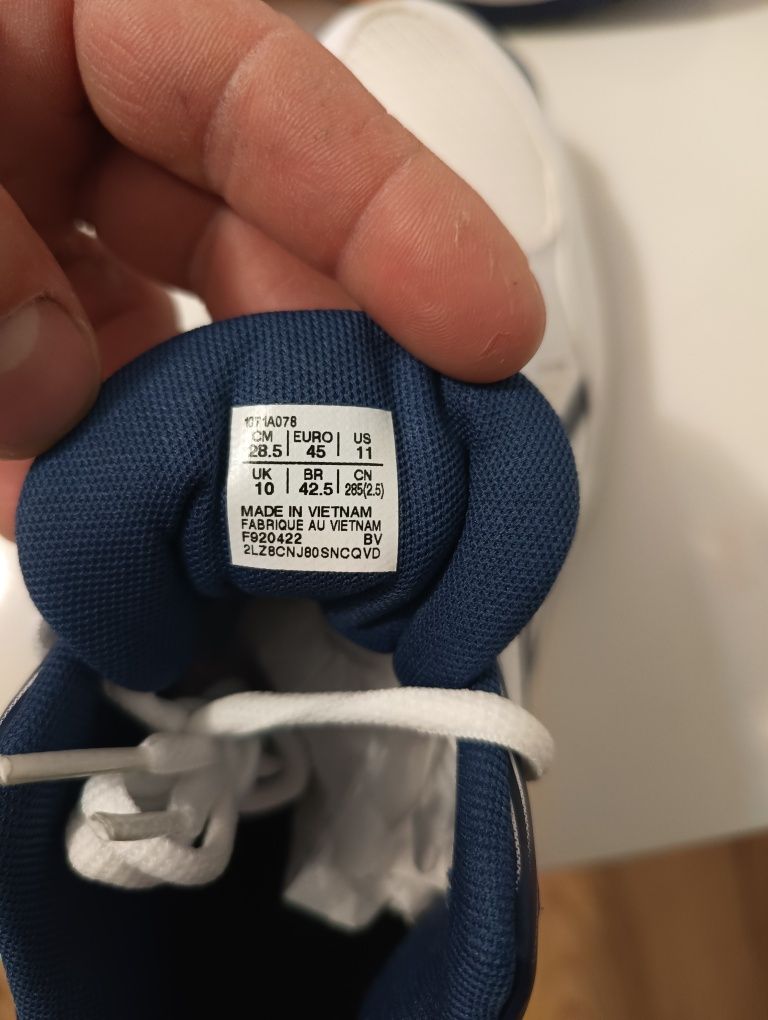 1071A078
CM | EURO | US
28.5 | 45 | 11
UK | BR | CN
10 | 42.5 | 285(2.5)
MADE IN VIETNAM
FABRIQUE AU VIETNAM
F920422 BV
2LZ8CNJ80SNCQVD